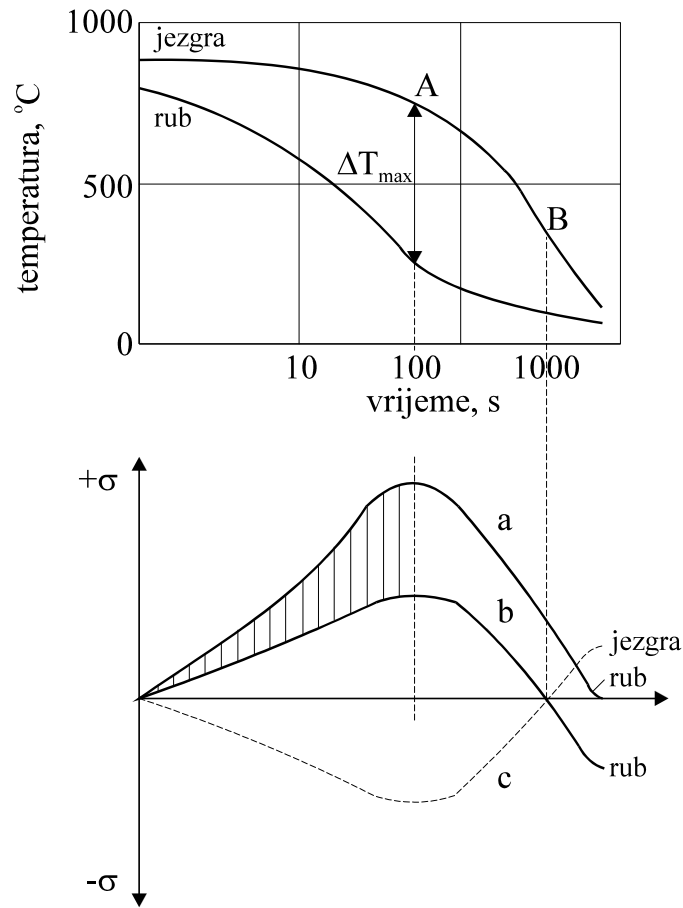 1000
jezgra
A
rub
ΔTmax
500
B
temperatura, °C
0
10
100
1000
vrijeme, s
+σ
a
b
jezgra
rub
rub
c
-σ